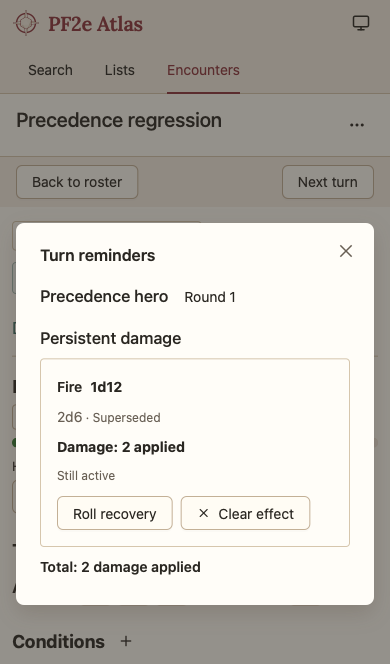 PF2e Atlas
Search Lists Encounters
Precedence regression
Back to roster Next turn
Turn reminders
Precedence hero Round 1
Persistent damage
Fire 1d12
2d6 · Superseded
Damage: 2 applied
Still active
Roll recovery Clear effect
Total: 2 damage applied
Conditions